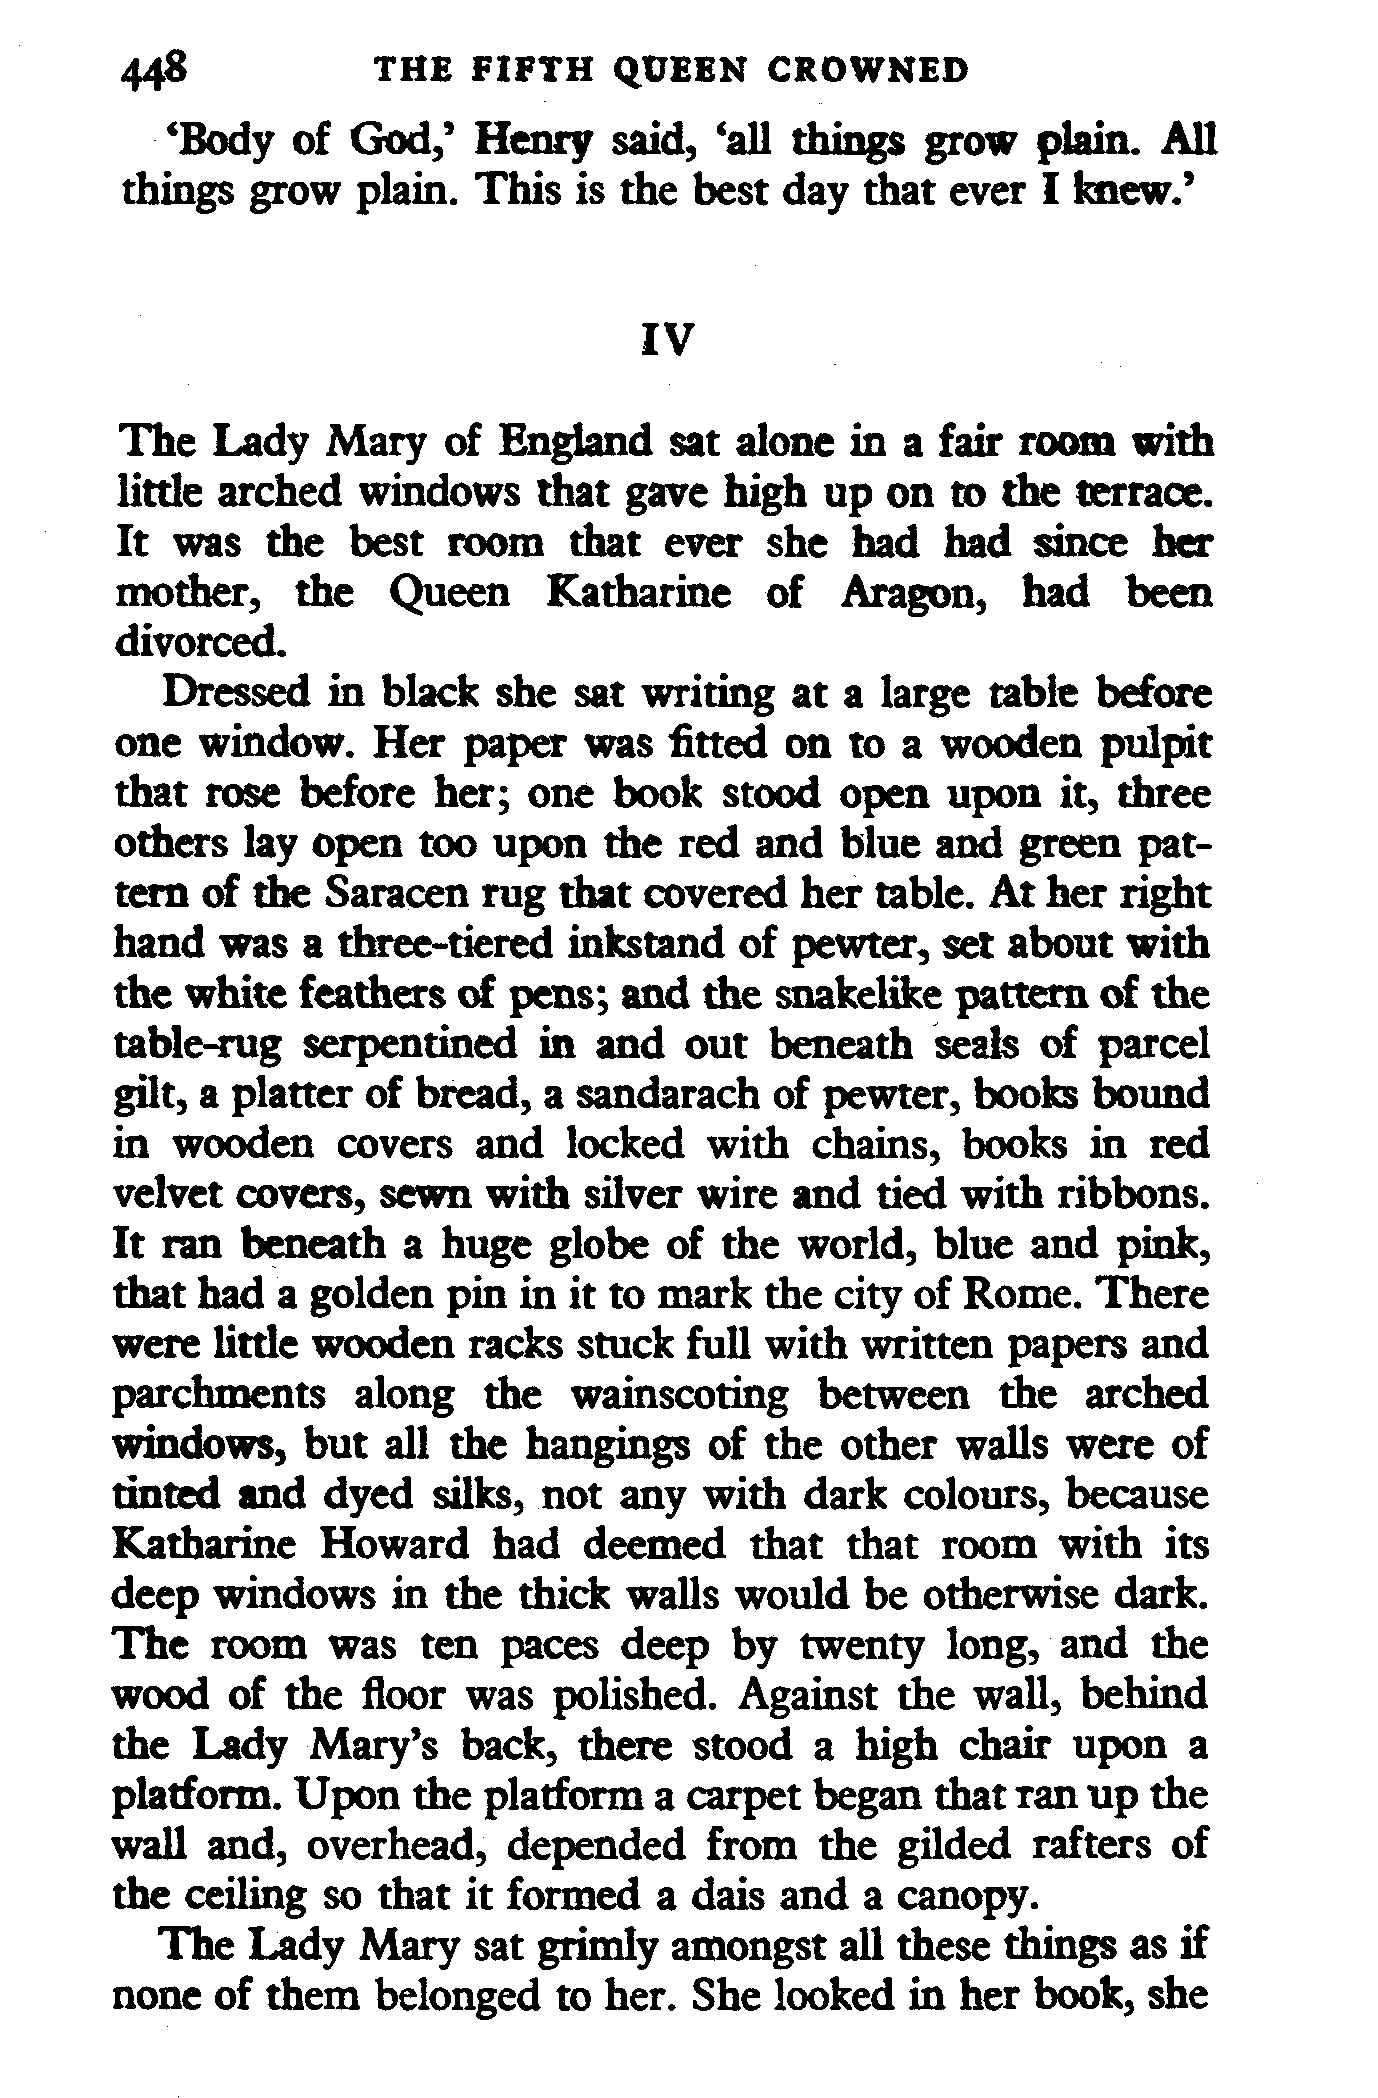 448 THE FIFTH QUEEN CROWNED
‘Body of God,’ Henry said, ‘all things grow plain. All
things grow plain. This is the best day that ever I knew.’
IV
The Lady Mary of England sat alone in a fair room with
little arched windows that gave high up on to the terrace.
It was the best room that ever she had had since her
mother, the Queen Katharine of Aragon, had been
divorced.
Dressed in black she sat writing at a large table before
one window. Her paper was fitted on to a wooden pulpit
that rose before her; one book stood open upon it, three
others lay open too upon the red and blue and green pat-
tern of the Saracen rug that covered her table. At her right
hand was a three-tiered inkstand of pewter, set about with
the white feathers of pens; and the snakelike pattern of the
table-rug serpentined in and out beneath seals of parcel
gilt, a platter of bread, a sandarach of pewter, books bound
in wooden covers and locked with chains, books in red
velvet covers, sewn with silver wire and tied with ribbons.
It ran beneath a huge globe of the world, blue and pink,
that had a golden pin in it to mark the city of Rome. There
were little wooden racks stuck full with written papers and
parchments along the wainscoting between the arched
windows, but all the hangings of the other walls were of
tinted and dyed silks, not any with dark colours, because
Katharine Howard had deemed that that room with its
deep windows in the thick walls would be otherwise dark.
The room was ten paces deep by twenty long, and the
wood of the floor was polished. Against the wall, behind
the Lady Mary’s back, there stood a high chair upon a
platform. Upon the platform a carpet began that ran up the
wall and, overhead, depended from the gilded rafters of
the ceiling so that it formed a dais and a canopy.
The Lady Mary sat grimly amongst all these things as if
none of them belonged to her. She looked in her book, she